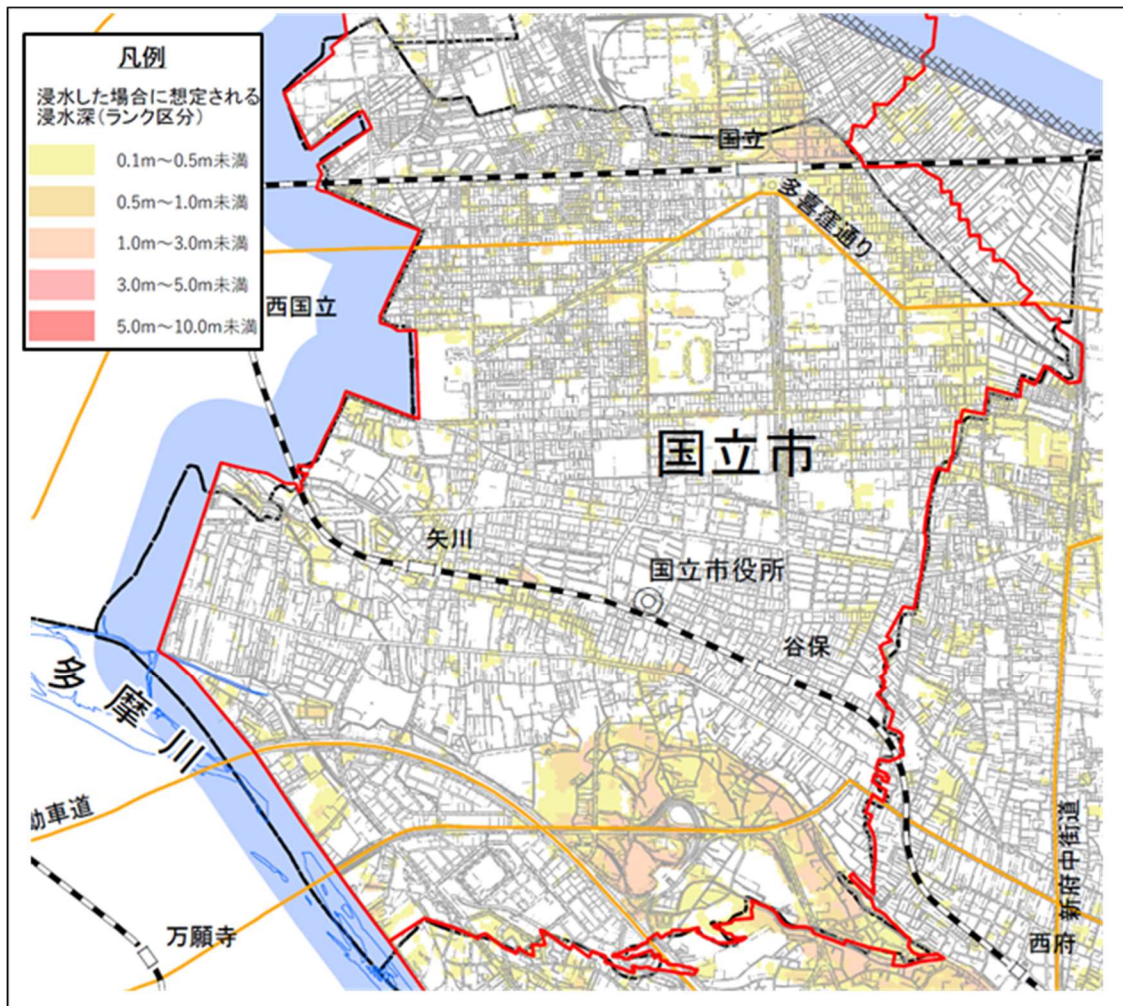 凡例
浸水した場合に想定される
浸水深(ランク区分)
0.1m～0.5m未満
0.5m～1.0m未満
1.0m～3.0m未満
3.0m～5.0m未満
5.0m～10.0m未満
国立
多喜窪通り
西国立
国立市
矢川
国立市役所
谷保
多摩川
動車道
新府中街道
万願寺
西府